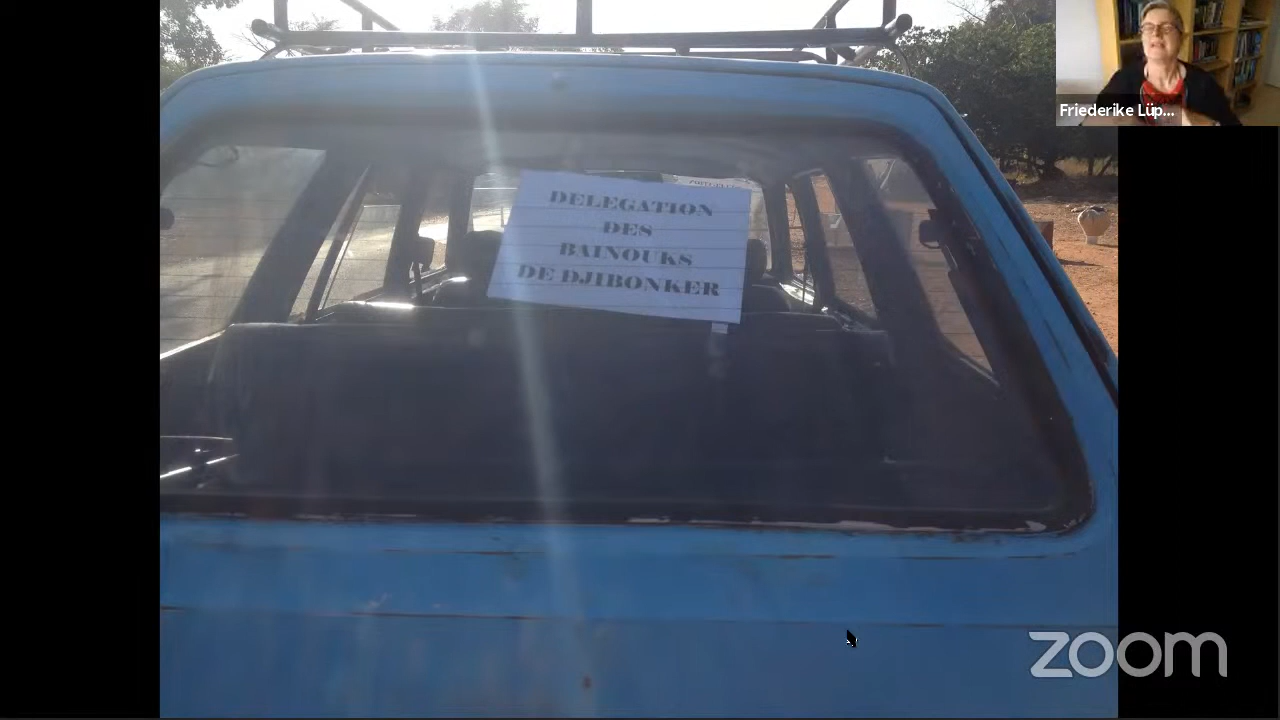 Friederike Lüp...
DELEGATION
DES
BAINOUKS
DE DJIBONKER
zoom